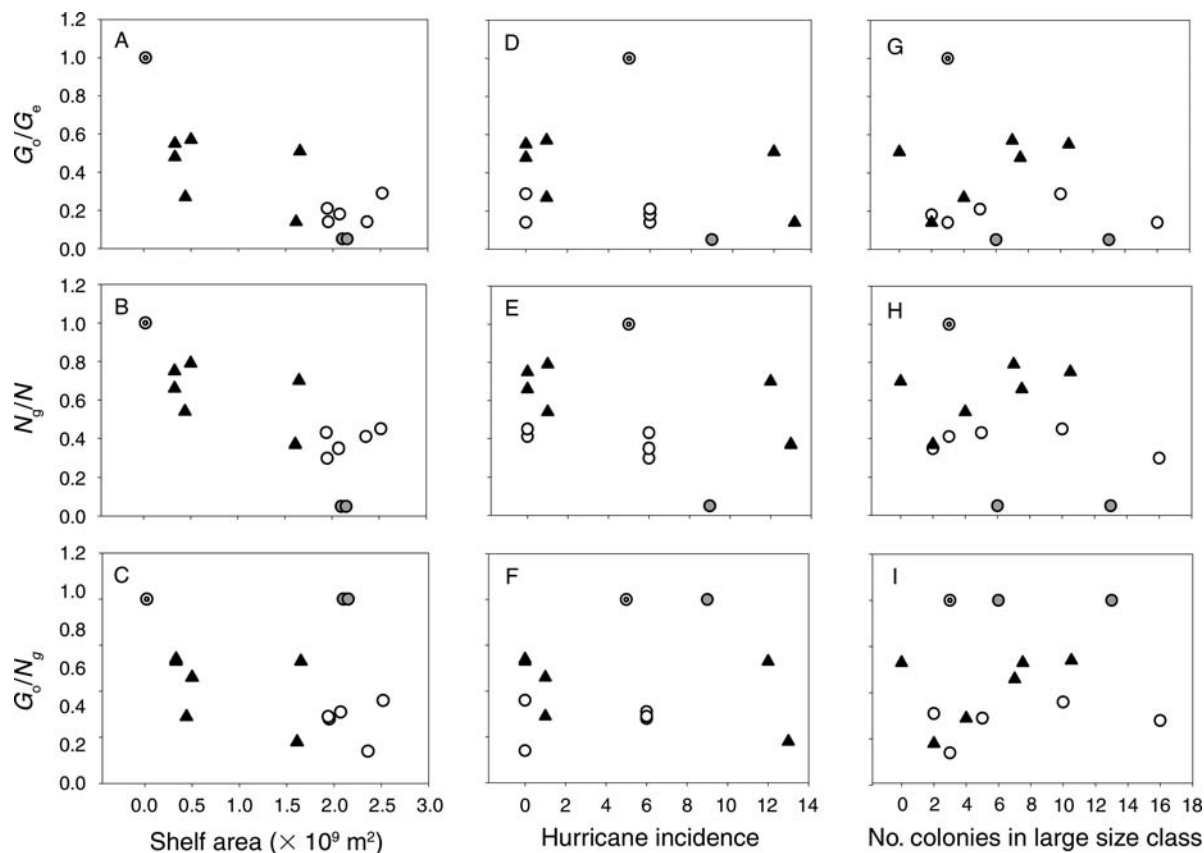 A
D
G
1.2
1.0
0.8
0.6
0.4
0.2
0.0
Go/Ge
B
E
H
1.2
1.0
0.8
0.6
0.4
0.2
0.0
Ng/N
C
F
I
1.2
1.0
0.8
0.6
0.4
0.2
0.0
Go/Ng
0.0 0.5 1.0 1.5 2.0 2.5 3.0
0 2 4 6 8 10 12 14
0 2 4 6 8 10 12 14 16 18
Shelf area (× 10⁹ m²)
Hurricane incidence
No. colonies in large size class